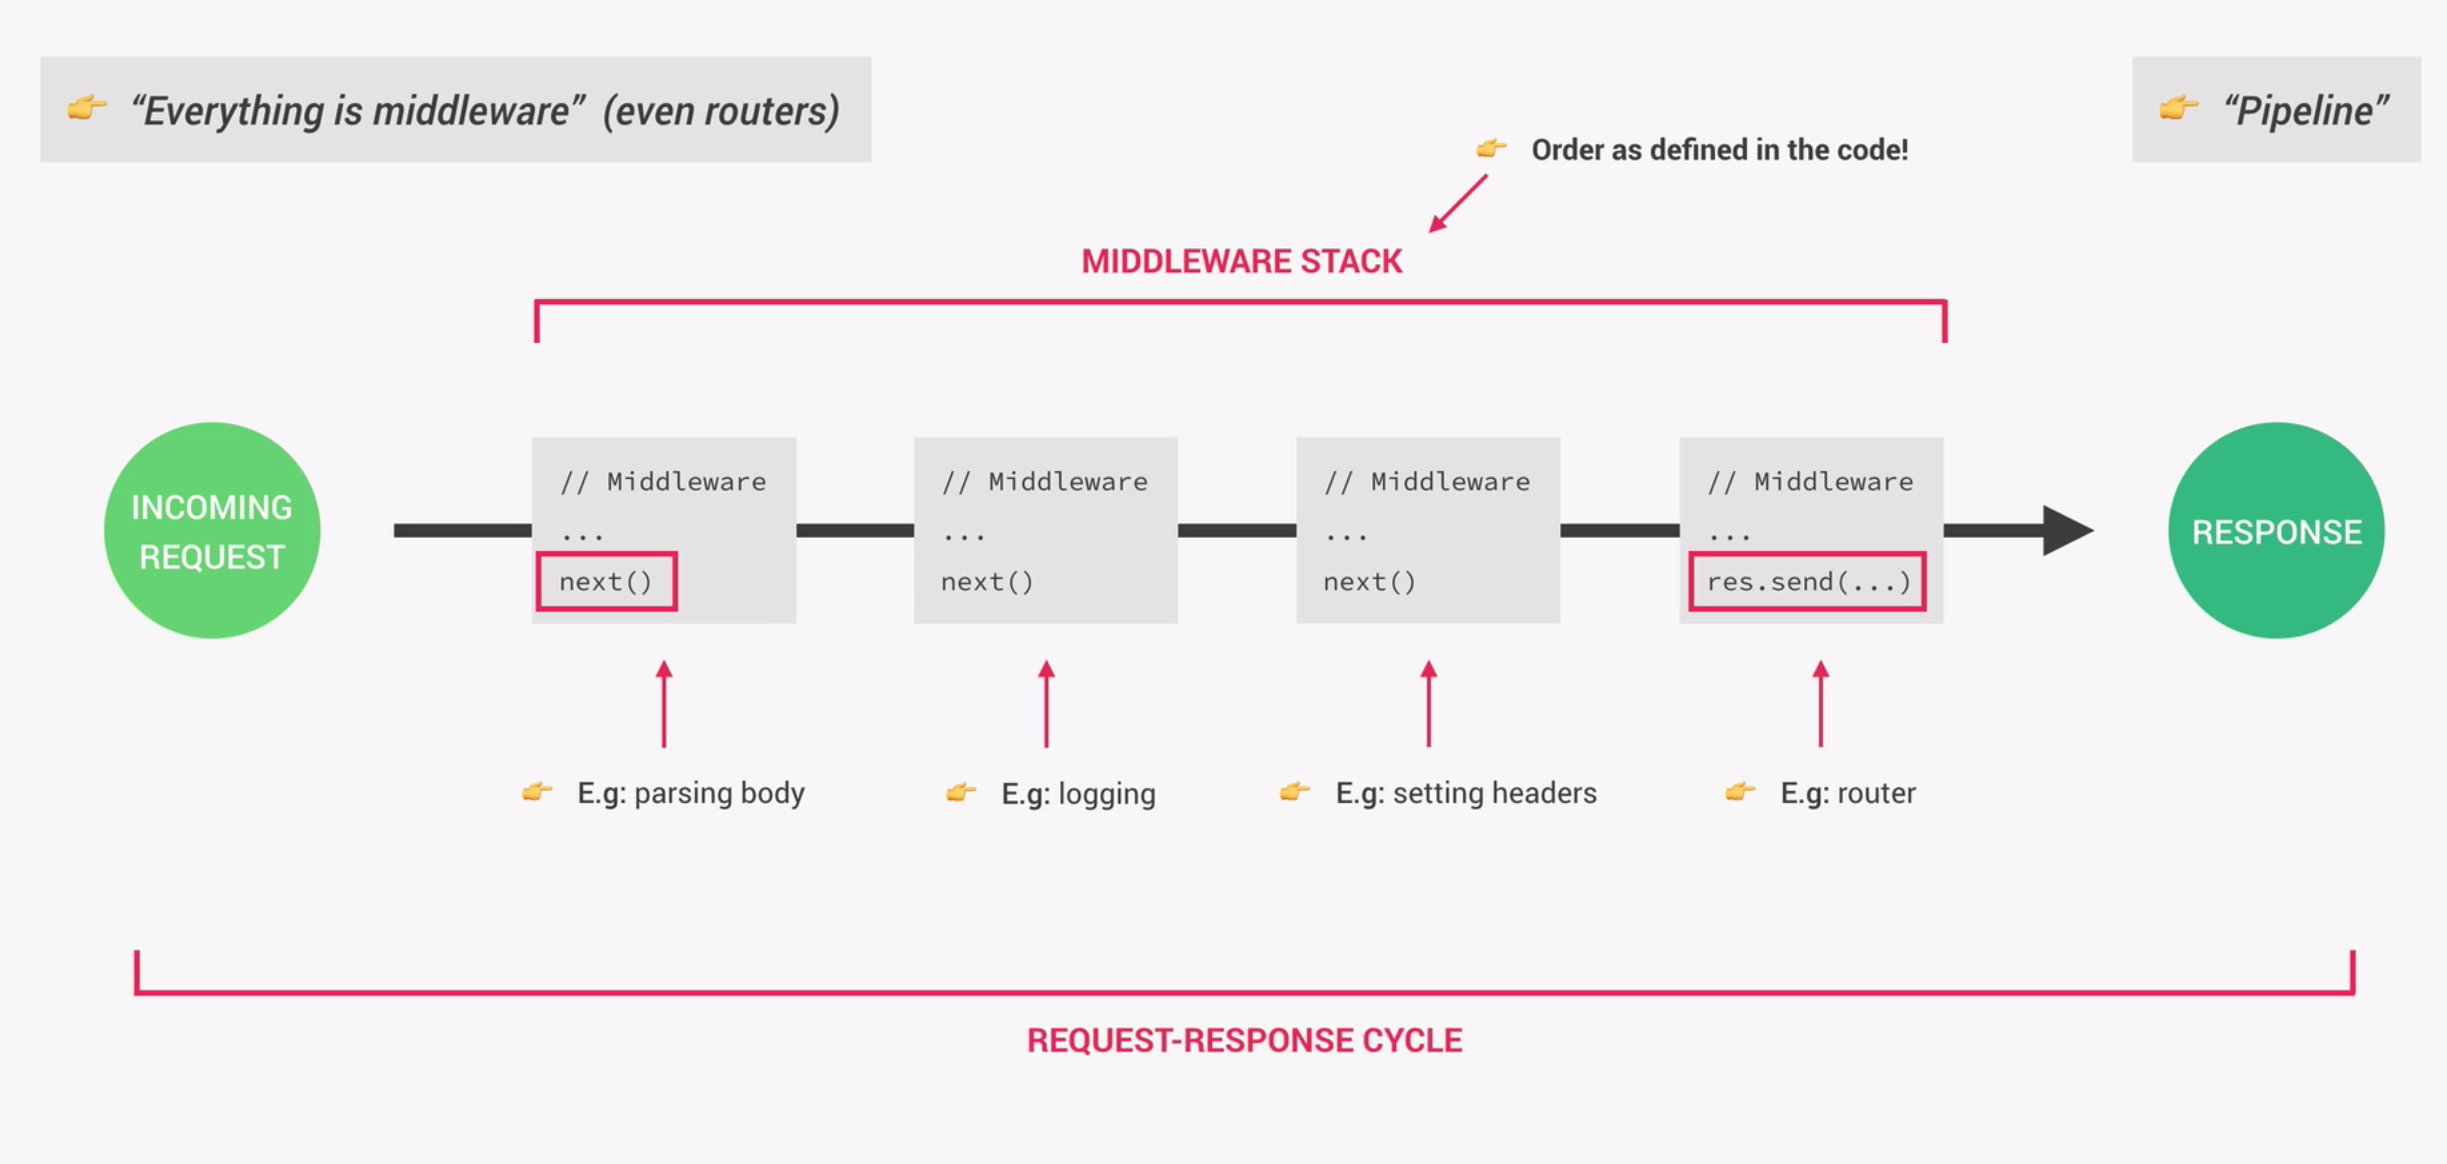 “Everything is middleware” (even routers)
“Pipeline”
Order as defined in the code!
MIDDLEWARE STACK
INCOMING
REQUEST
// Middleware
...
next()
// Middleware
...
next()
// Middleware
...
next()
// Middleware
...
res.send(...)
RESPONSE
E.g: parsing body
E.g: logging
E.g: setting headers
E.g: router
REQUEST-RESPONSE CYCLE